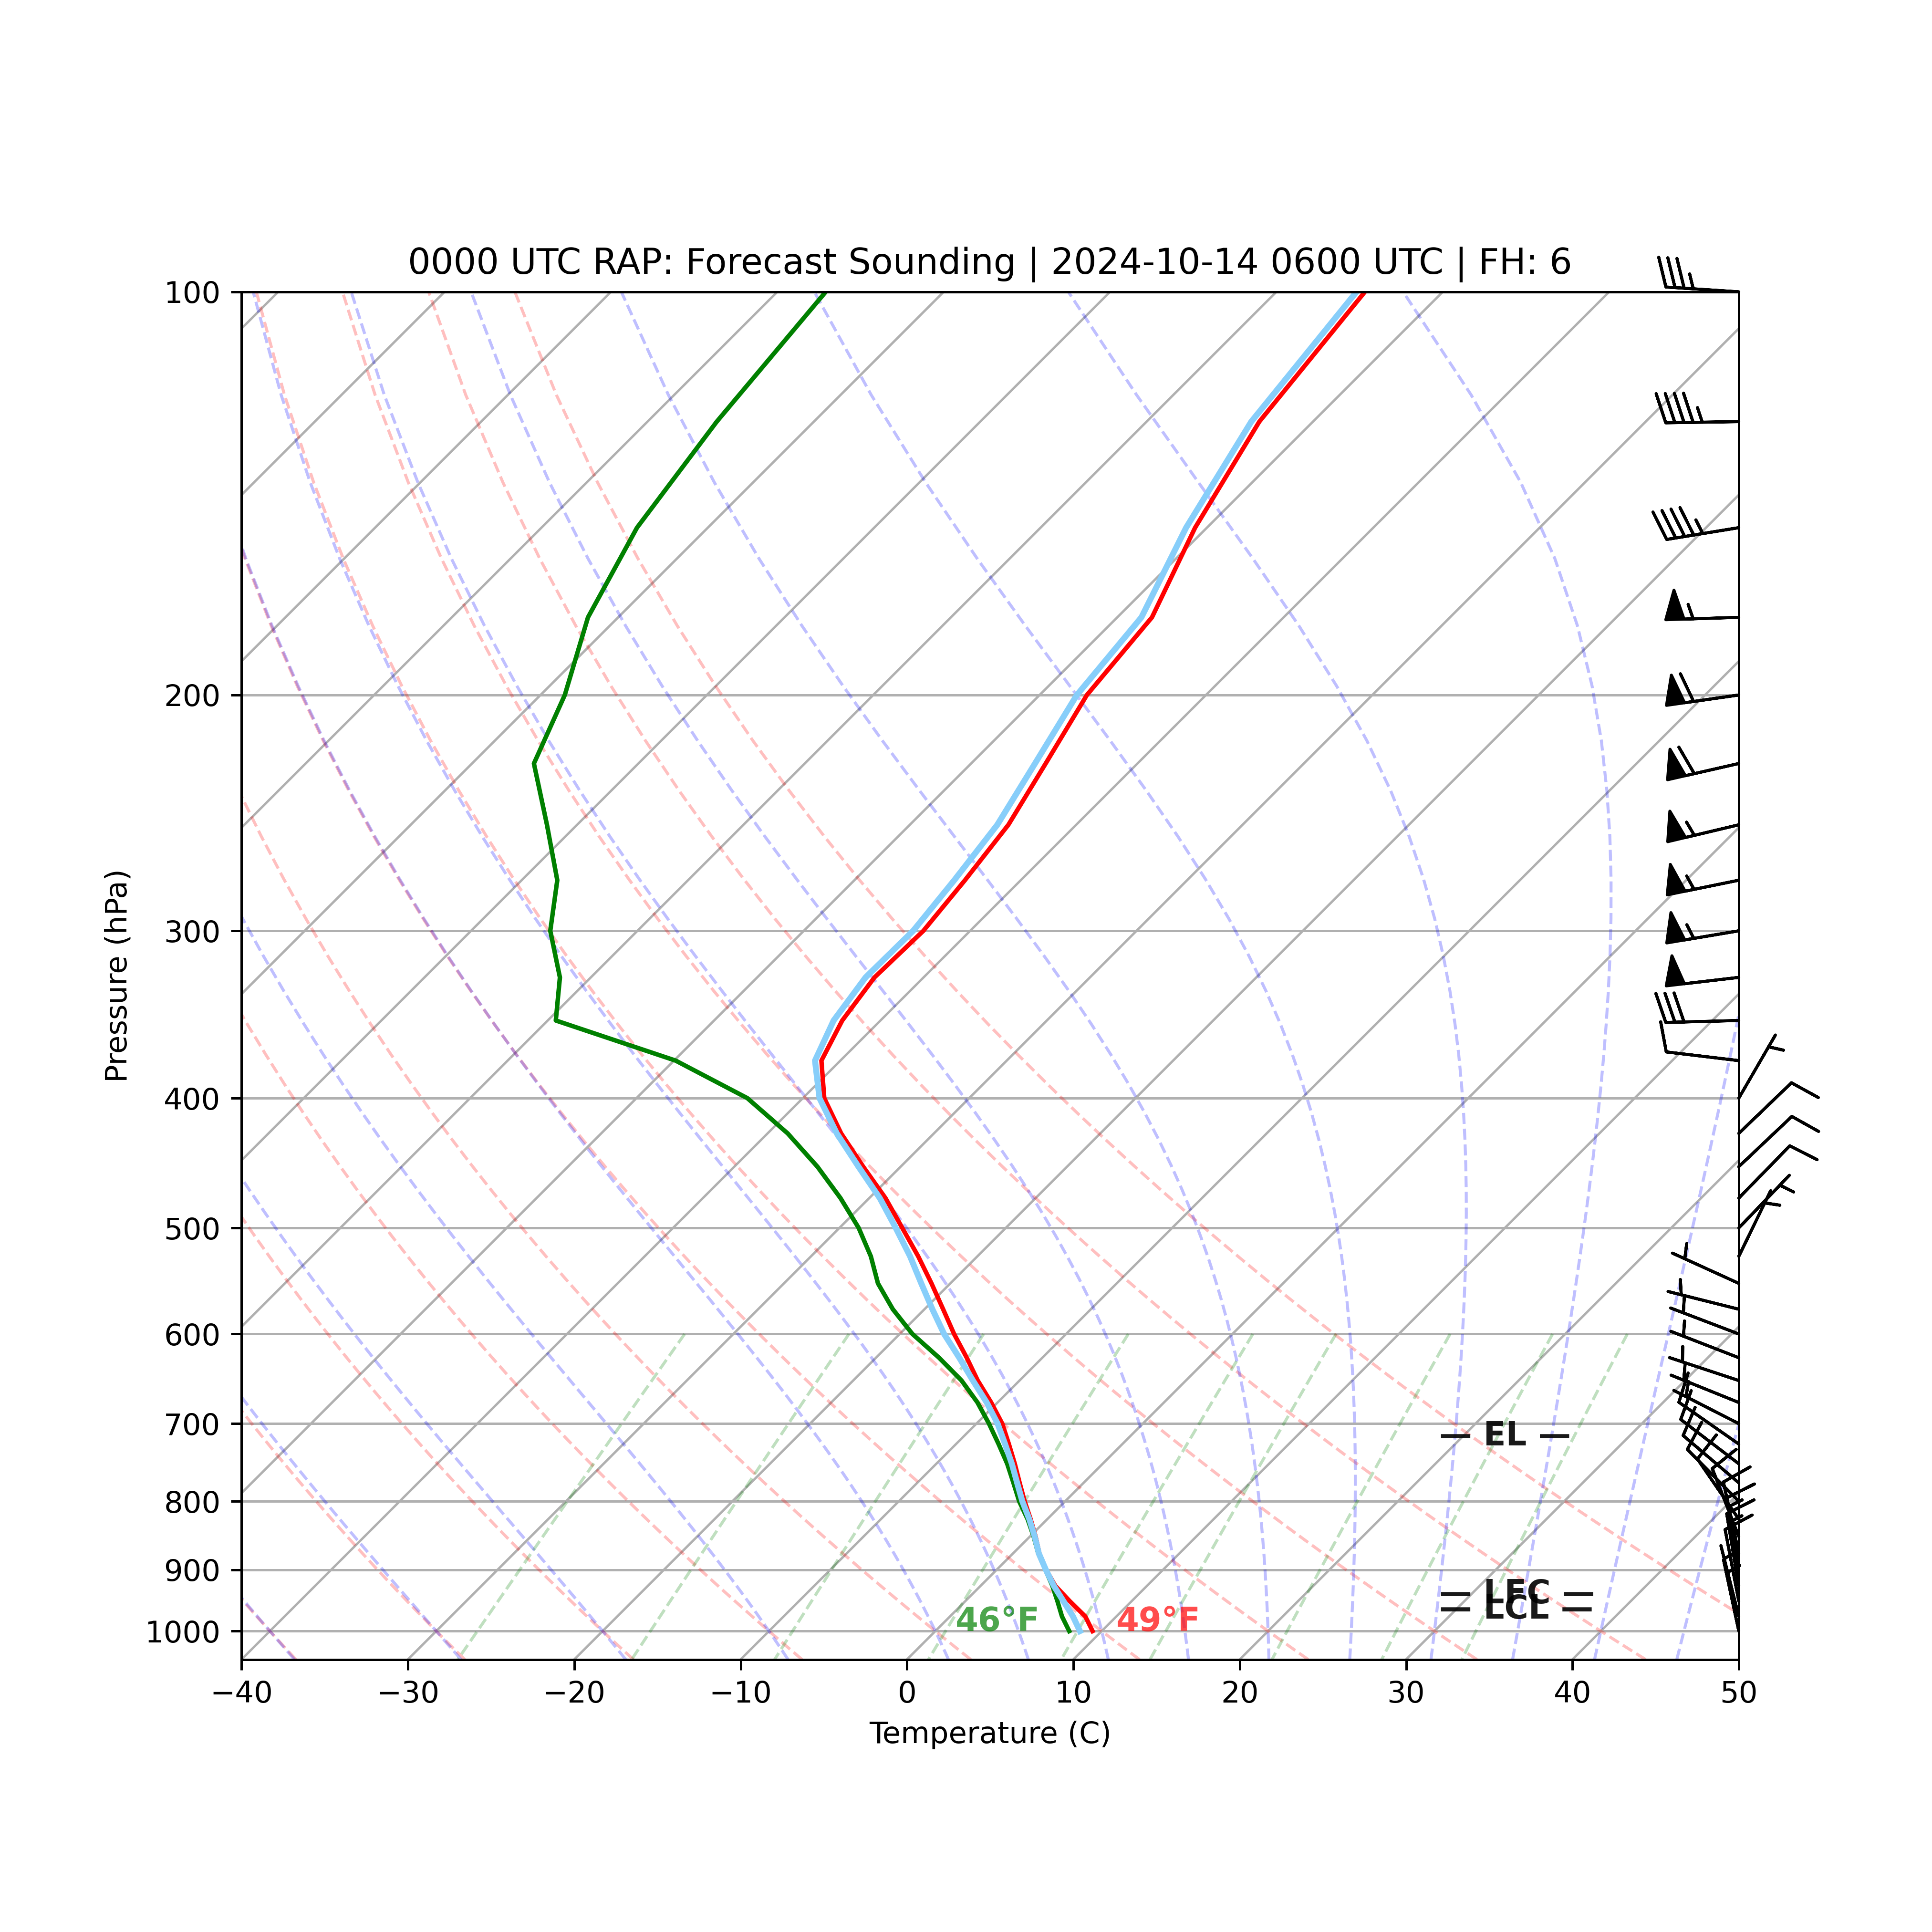 0000 UTC RAP: Forecast Sounding | 2024-10-14 0600 UTC | FH: 6
100
200
300
400
500
600
700
800
900
1000
Pressure (hPa)
— EL —
— LFC —
— LCL —
46°F
49°F
−40 −30 −20 −10 0 10 20 30 40 50
Temperature (C)